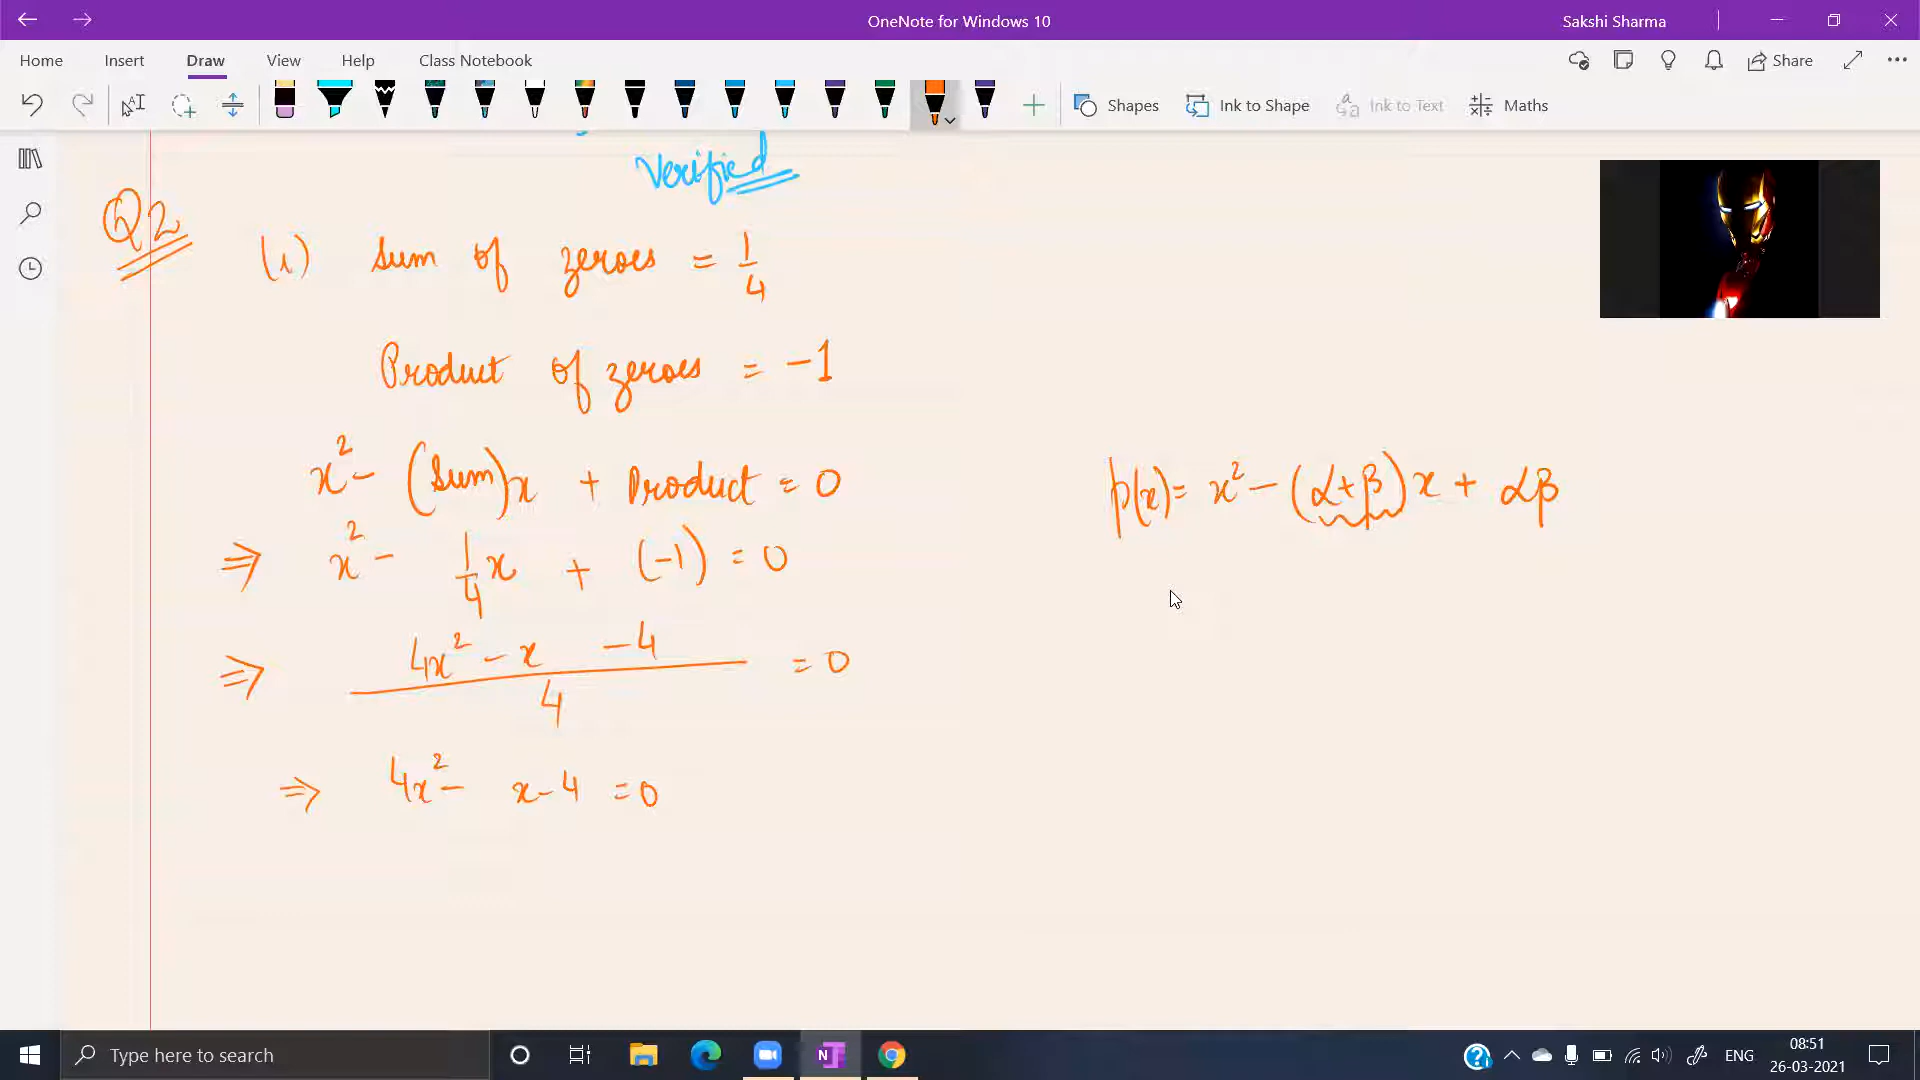 OneNote for Windows 10
Sakshi Sharma
Home Insert Draw View Help Class Notebook
Share
Shapes Ink to Shape Ink to Text Maths
Verified
Q2
(i) Sum of zeroes = 1/4
Product of zeroes = -1
x² - (Sum)x + Product = 0
p(x) = x² - (α+β)x + αβ
⇒ x² - 1/4 x + (-1) = 0
⇒ (4x² - x - 4)/4 = 0
⇒ 4x² - x - 4 = 0
Type here to search
ENG
08:51
26-03-2021